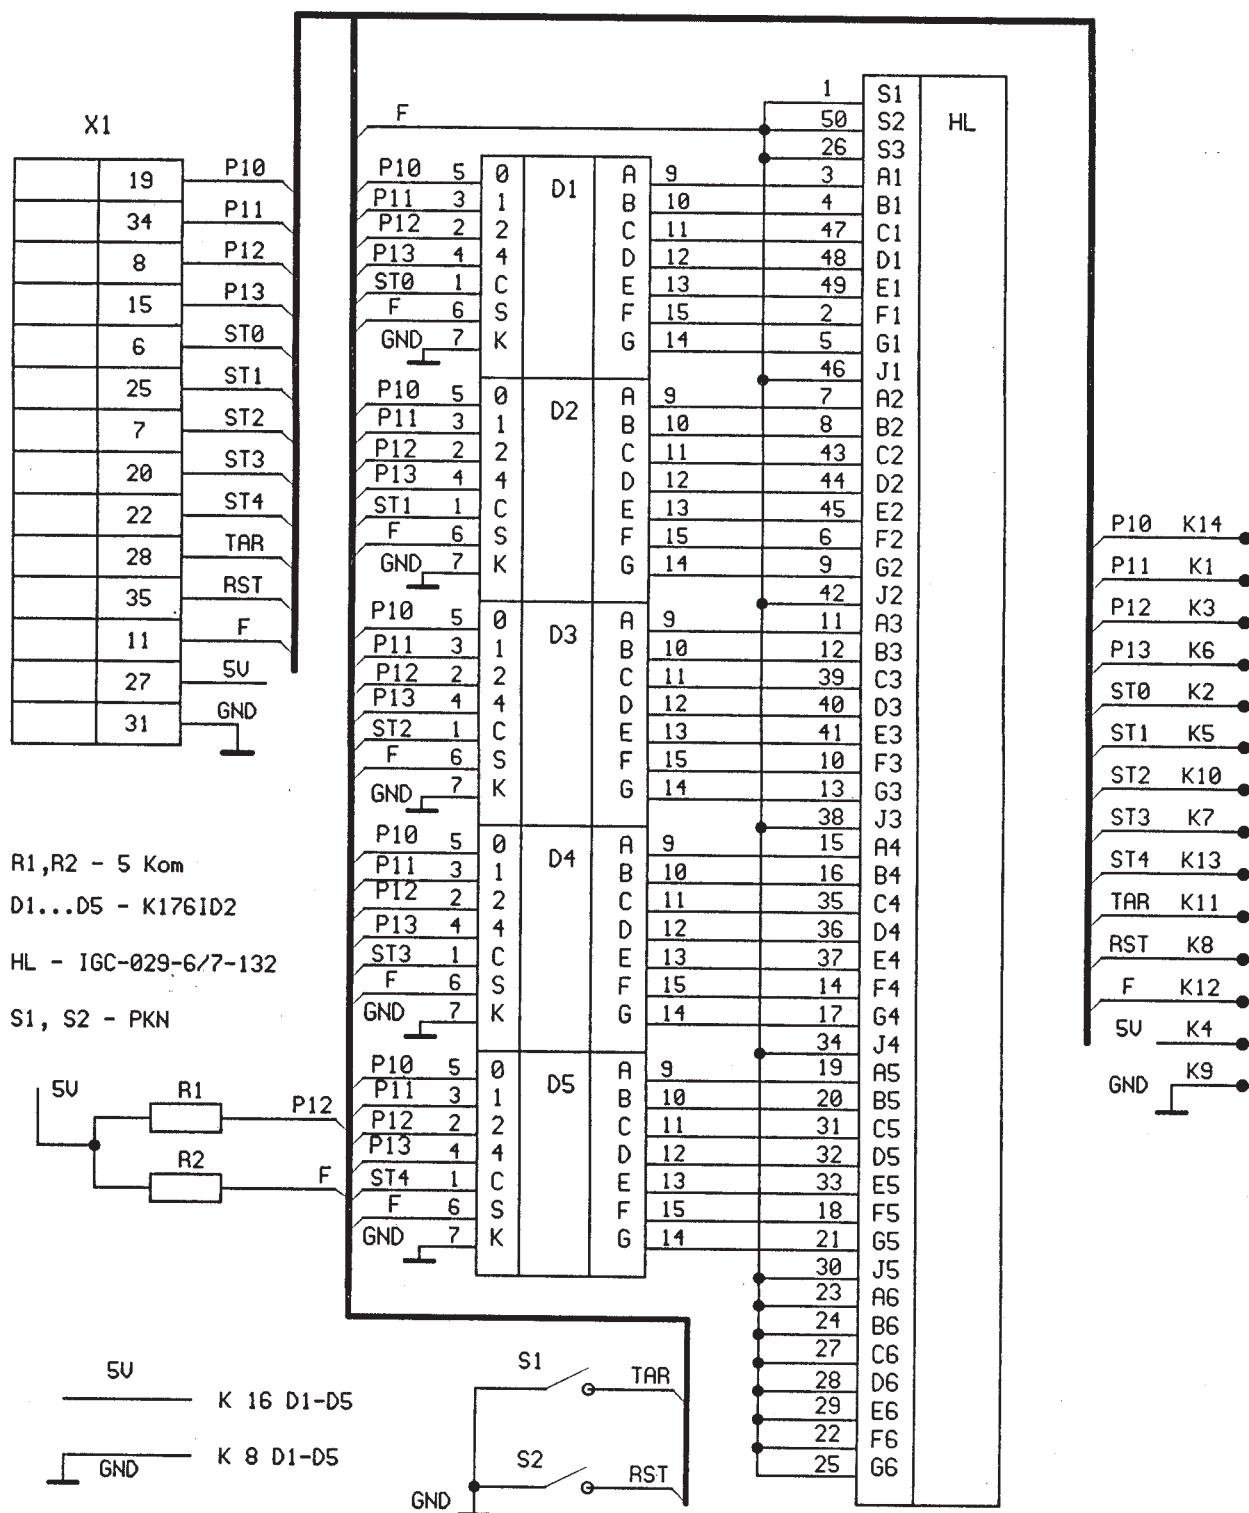 X1
19 P10
34 P11
8 P12
15 P13
6 ST0
25 ST1
7 ST2
20 ST3
22 ST4
28 TAR
35 RST
11 F
27 5V
31 GND
R1,R2 - 5 Kom
D1...D5 - K176ID2
HL - IGC-029-6/7-132
S1, S2 - PKN
5V
R1 P12
R2 F
5V
K 16 D1-D5
GND K 8 D1-D5
F
D1
P10 5 0 A 9
P11 3 1 B 10
P12 2 2 C 11
P13 4 4 D 12
ST0 1 C E 13
F 6 S F 15
GND 7 K G 14
D2
P10 5 0 A 9
P11 3 1 B 10
P12 2 2 C 11
P13 4 4 D 12
ST1 1 C E 13
F 6 S F 15
GND 7 K G 14
D3
P10 5 0 A 9
P11 3 1 B 10
P12 2 2 C 11
P13 4 4 D 12
ST2 1 C E 13
F 6 S F 15
GND 7 K G 14
D4
P10 5 0 A 9
P11 3 1 B 10
P12 2 2 C 11
P13 4 4 D 12
ST3 1 C E 13
F 6 S F 15
GND 7 K G 14
D5
P10 5 0 A 9
P11 3 1 B 10
P12 2 2 C 11
P13 4 4 D 12
ST4 1 C E 13
F 6 S F 15
GND 7 K G 14
S1 TAR
S2 RST
GND
HL
1 S1
50 S2
26 S3
3 A1
4 B1
47 C1
48 D1
49 E1
2 F1
5 G1
46 J1
7 A2
8 B2
43 C2
44 D2
45 E2
6 F2
9 G2
42 J2
11 A3
12 B3
39 C3
40 D3
41 E3
10 F3
13 G3
38 J3
15 A4
16 B4
35 C4
36 D4
37 E4
14 F4
17 G4
34 J4
19 A5
20 B5
31 C5
32 D5
33 E5
18 F5
21 G5
30 J5
23 A6
24 B6
27 C6
28 D6
29 E6
22 F6
25 G6
P10 K14
P11 K1
P12 K3
P13 K6
ST0 K2
ST1 K5
ST2 K10
ST3 K7
ST4 K13
TAR K11
RST K8
F K12
5V K4
GND K9